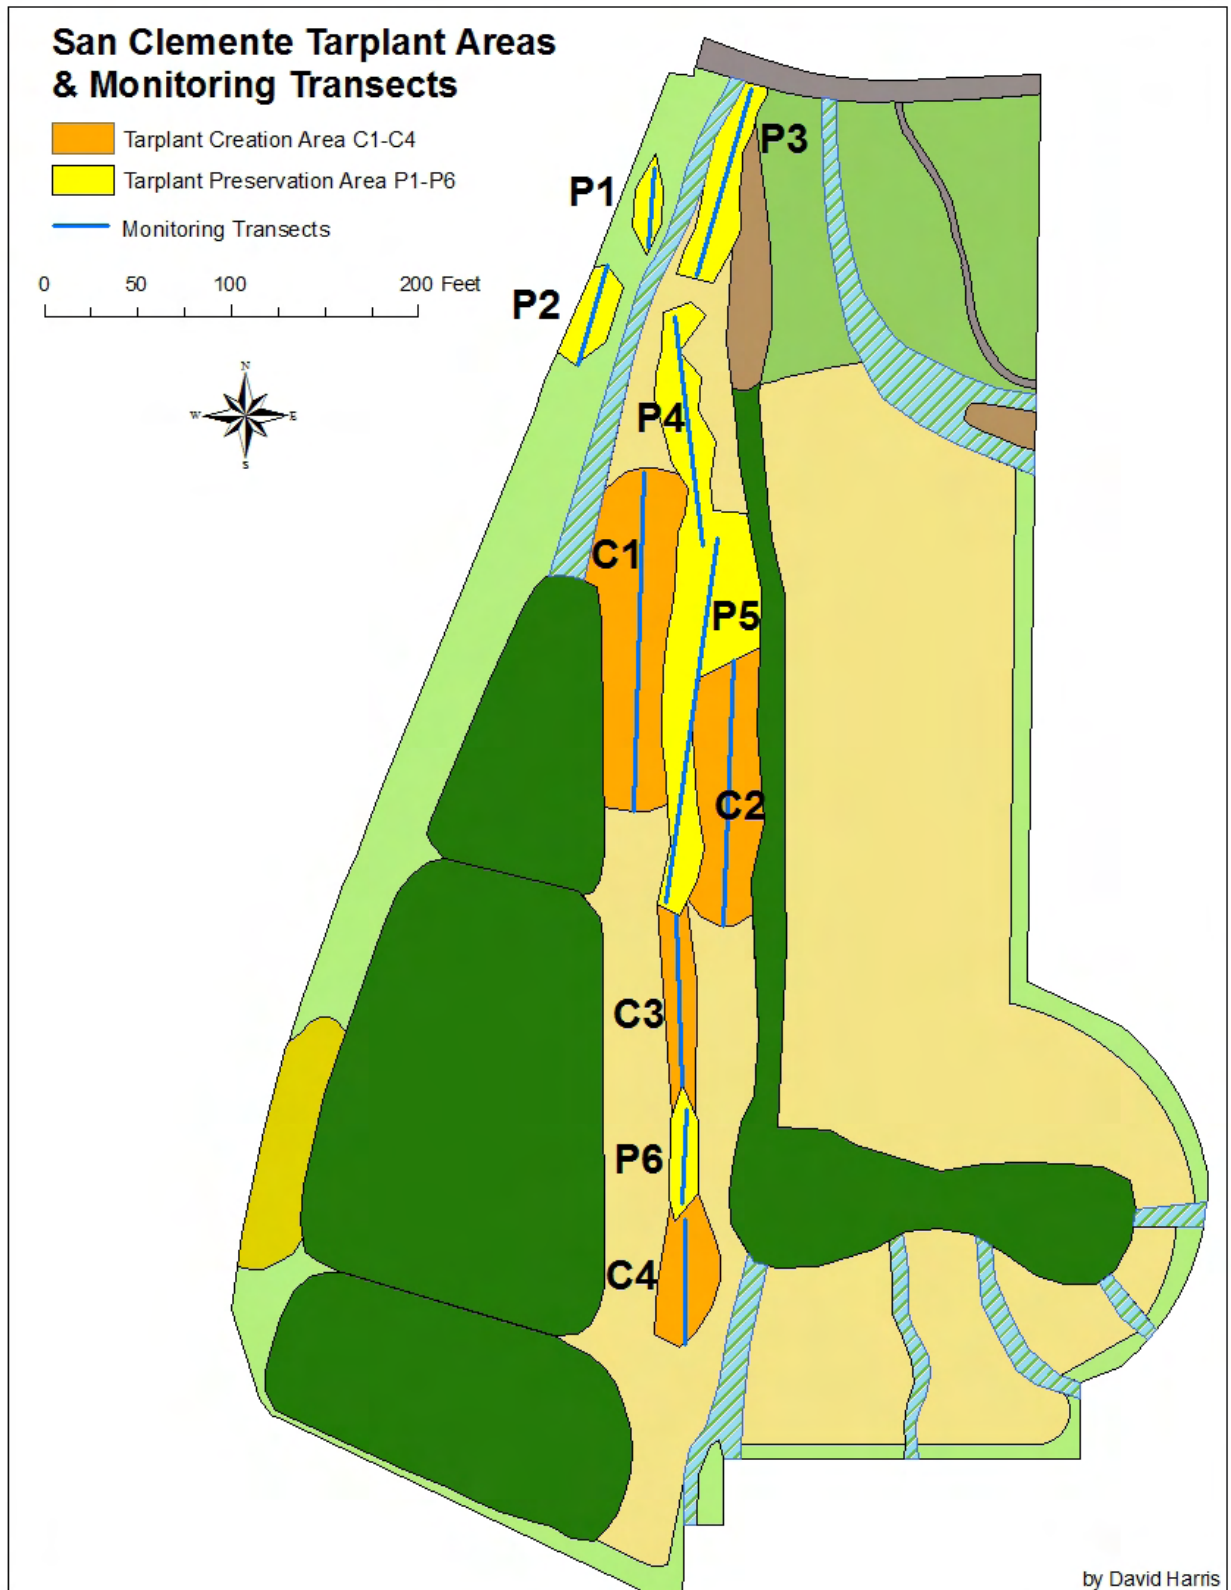 San Clemente Tarplant Areas
& Monitoring Transects
Tarplant Creation Area C1-C4
Tarplant Preservation Area P1-P6
Monitoring Transects
0 50 100 200 Feet
N
W E
S
P3
P1
P2
P4
C1
P5
C2
C3
P6
C4
by David Harris